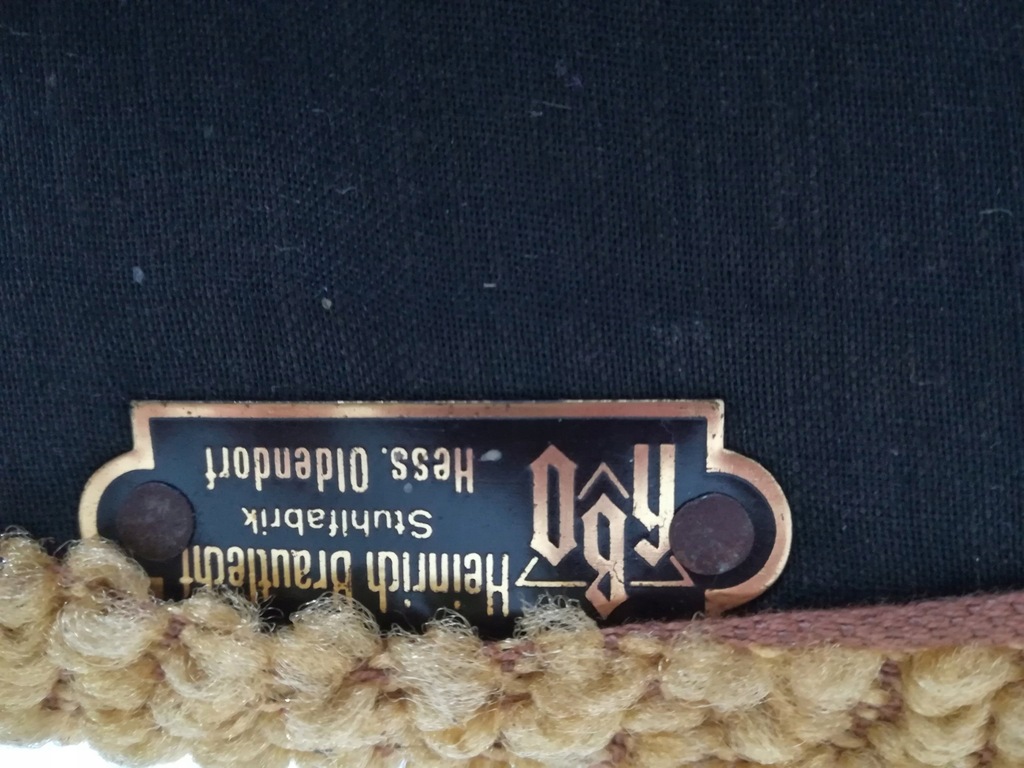 HBO
Heinrich Brautlecht
Stuhlfabrik
Hess. Oldendorf